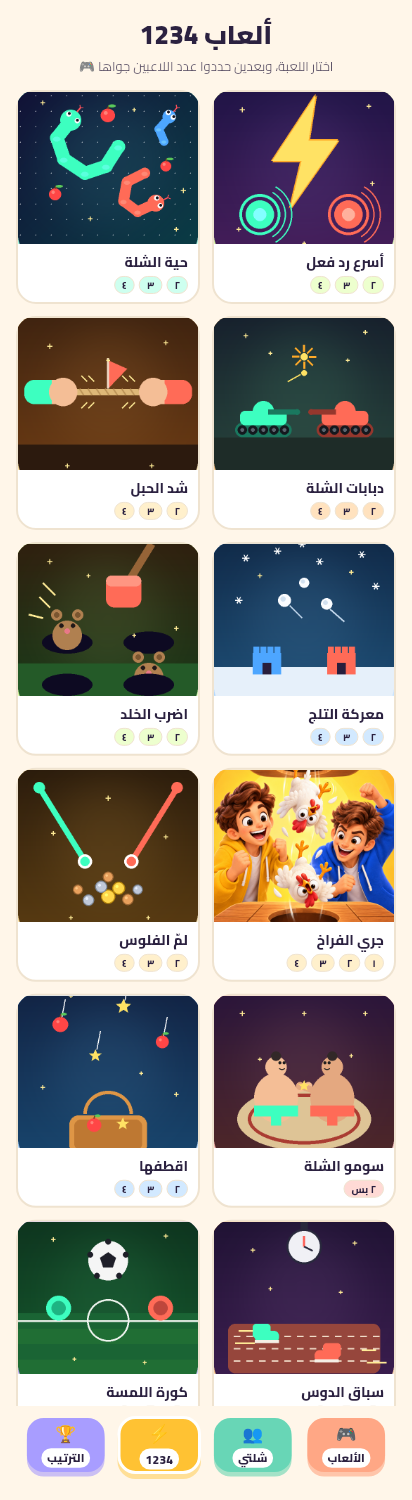 ألعاب 1234
اختار اللعبة، وبعدين حددوا عدد اللاعبين جواها 🎮
أسرع رد فعل
٢ ٣ ٤
حية الشلة
٢ ٣ ٤
دبابات الشلة
٢ ٣ ٤
شد الحبل
٢ ٣ ٤
معركة التلج
٢ ٣ ٤
اضرب الخلد
٢ ٣ ٤
جري الفراخ
١ ٢ ٣ ٤
لمّ الفلوس
٢ ٣ ٤
سومو الشلة
٢ بس
اقطفها
٢ ٣ ٤
سباق الدوس
كورة اللمسة
الألعاب
شلتي
1234
الترتيب